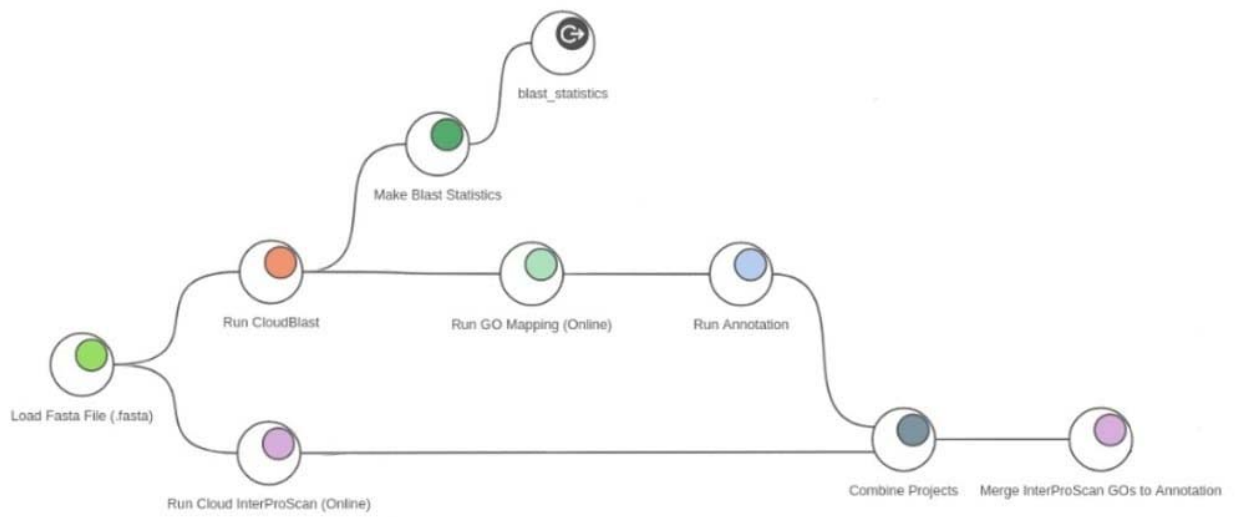 blast_statistics
Make Blast Statistics
Run CloudBlast
Run GO Mapping (Online)
Run Annotation
Load Fasta File (.fasta)
Run Cloud InterProScan (Online)
Combine Projects
Merge InterProScan GOs to Annotation